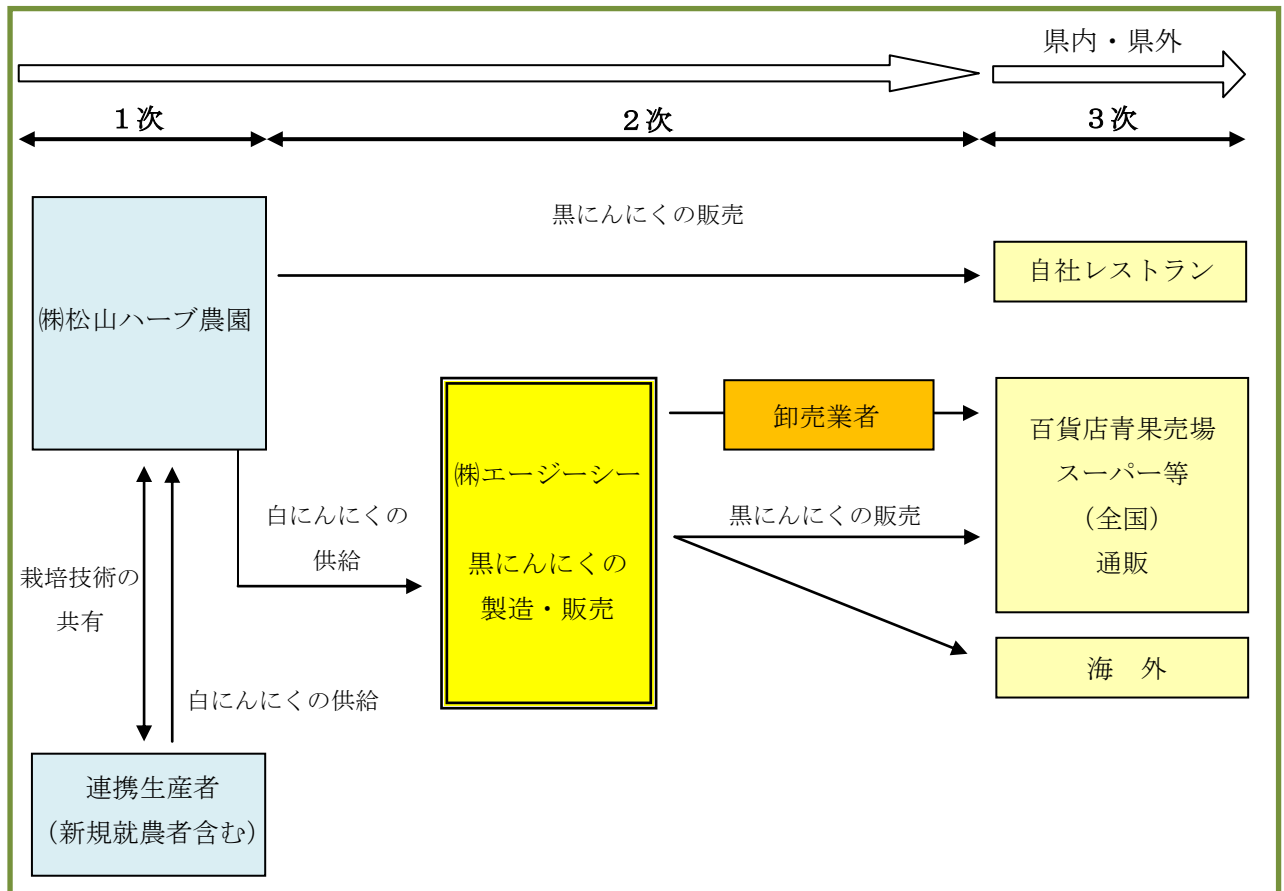 県内・県外
1次
2次
3次
黒にんにくの販売
㈱松山ハーブ農園
自社レストラン
卸売業者
百貨店青果売場
スーパー等
（全国）
通販
㈱エージーシー
黒にんにくの
製造・販売
白にんにくの
供給
黒にんにくの販売
栽培技術の
共有
海　外
白にんにくの供給
連携生産者
（新規就農者含む）